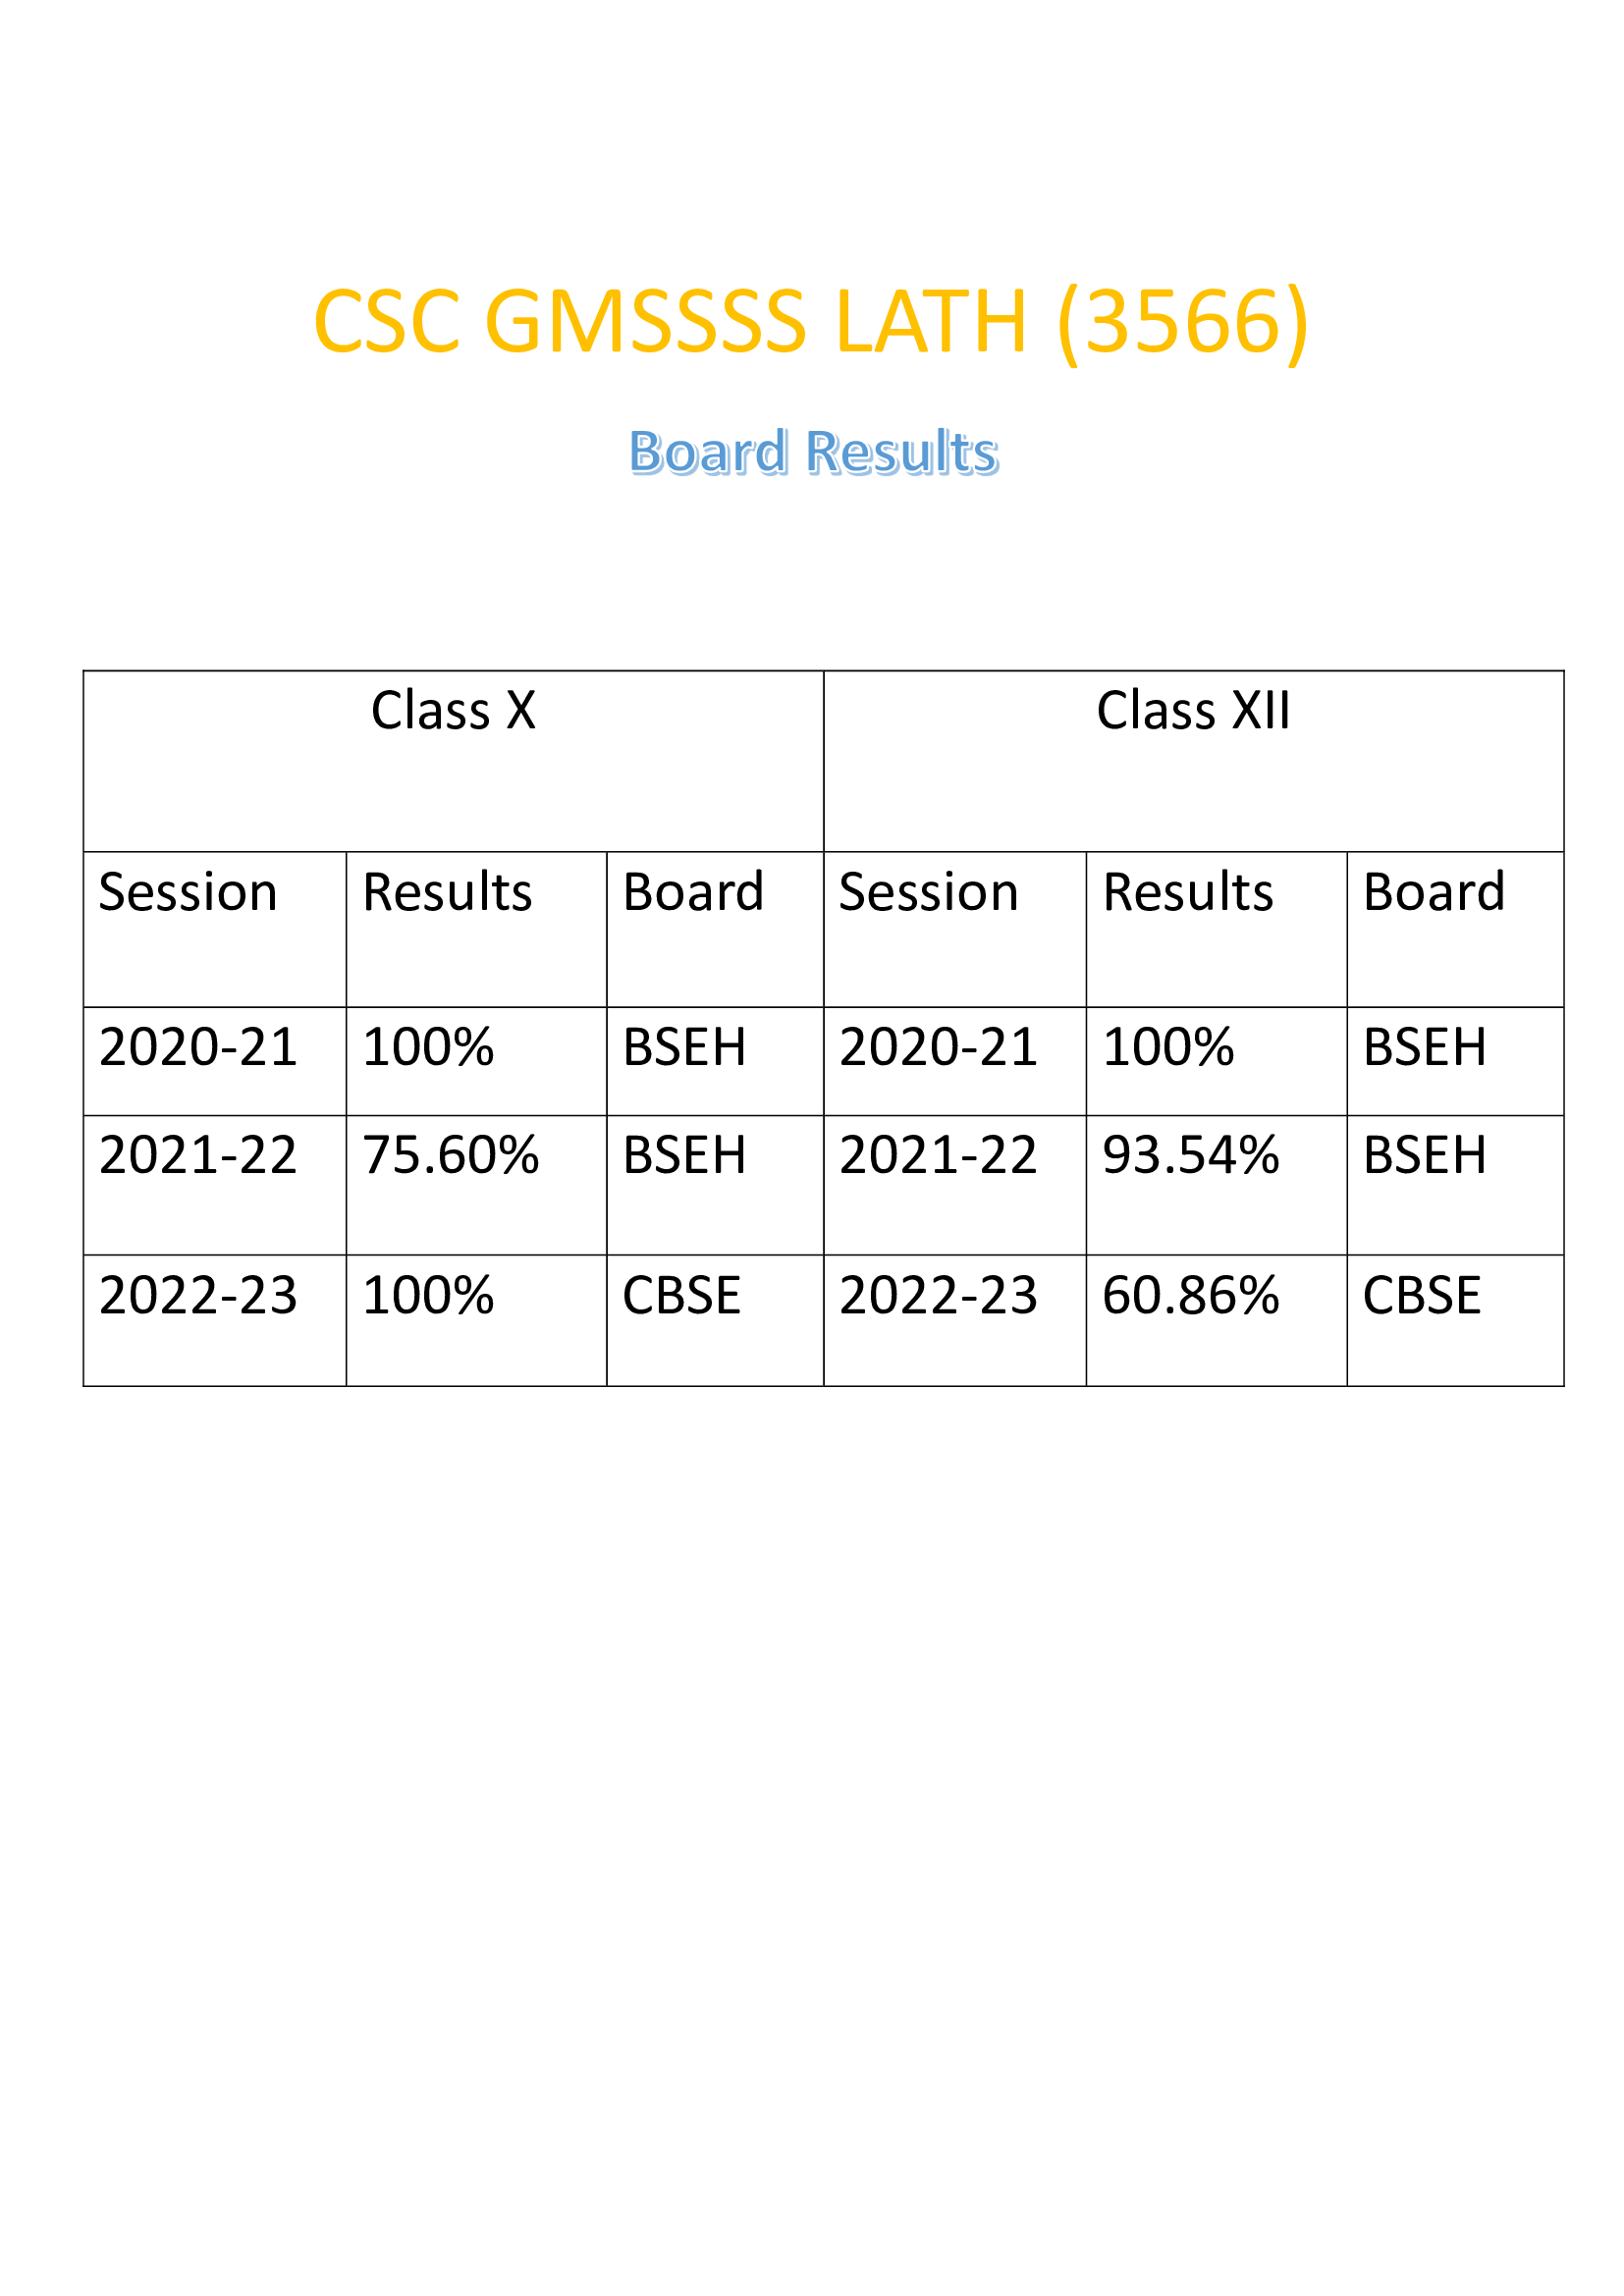 CSC GMSSSS LATH (3566)
Board Results
Class X Class XII
Session Results Board Session Results Board
2020-21 100% BSEH 2020-21 100% BSEH
2021-22 75.60% BSEH 2021-22 93.54% BSEH
2022-23 100% CBSE 2022-23 60.86% CBSE